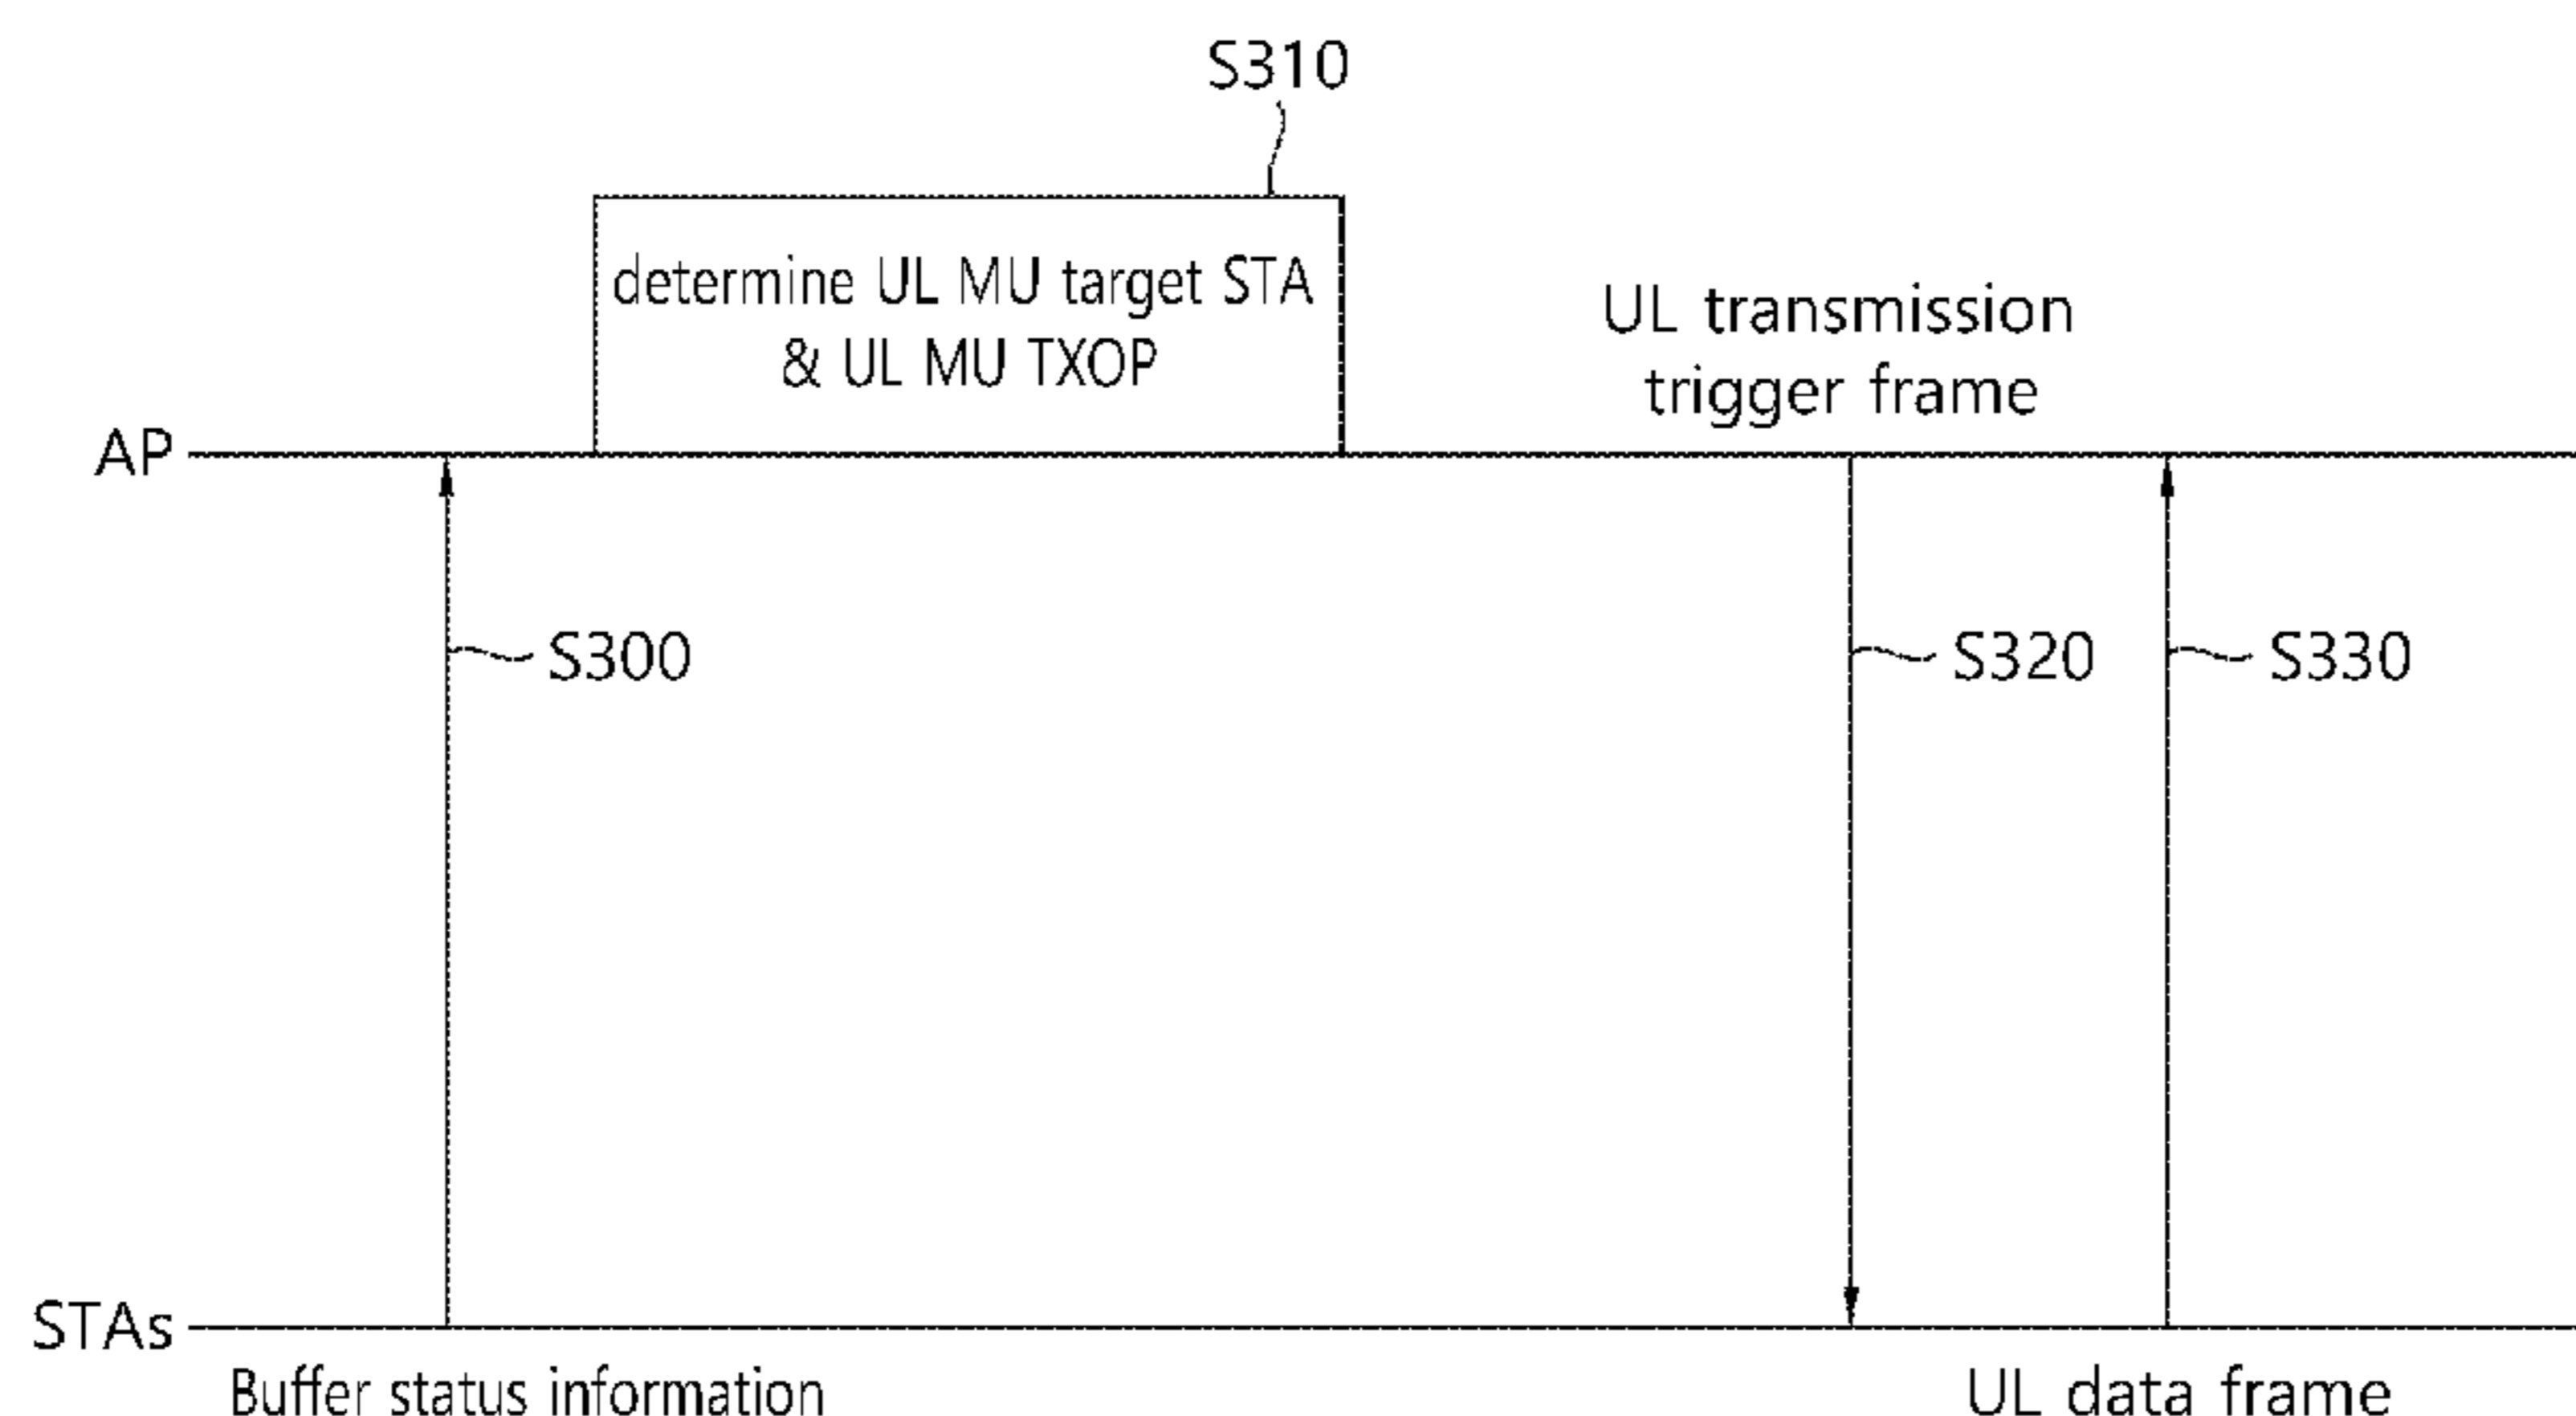 S310
determine UL MU target STA
& UL MU TXOP
UL transmission
trigger frame
AP
S300
S320
S330
STAs
Buffer status information
UL data frame